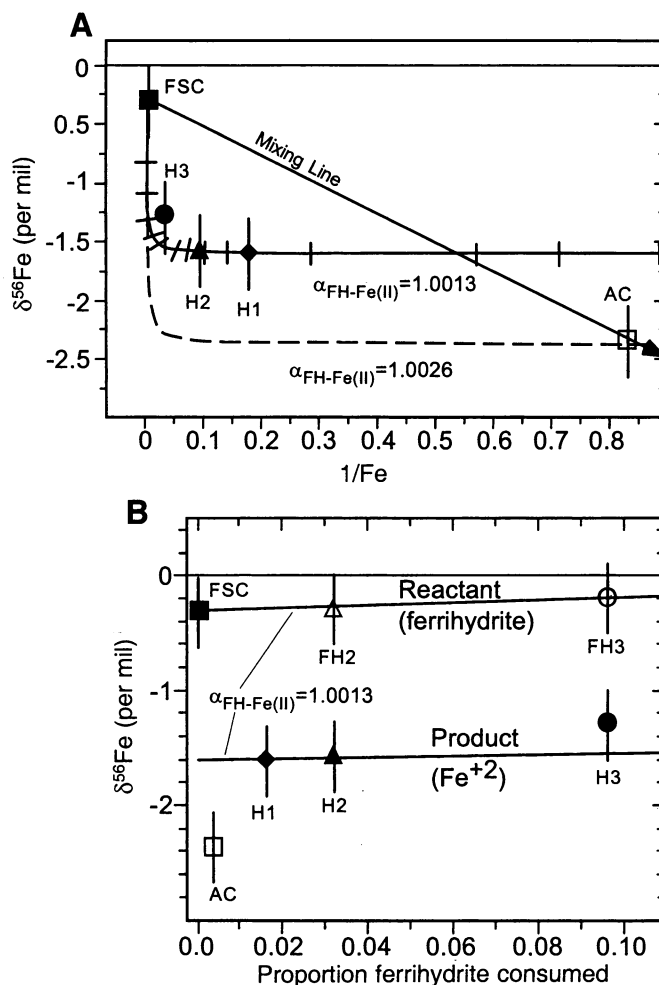 A
FSC
0
0.5
-1
-1.5
-2
-2.5
δ⁵⁶Fe (per mil)
Mixing Line
H3
H2
H1
α_FH-Fe(II)=1.0013
AC
α_FH-Fe(II)=1.0026
0 0.1 0.2 0.3 0.4 0.5 0.6 0.7 0.8
1/Fe
B
0
-1
-2
δ⁵⁶Fe (per mil)
FSC
Reactant
(ferrihydrite)
FH2
FH3
α_FH-Fe(II)=1.0013
Product
(Fe⁺²)
H1
H2
H3
AC
0.0 0.02 0.04 0.06 0.08 0.10
Proportion ferrihydrite consumed